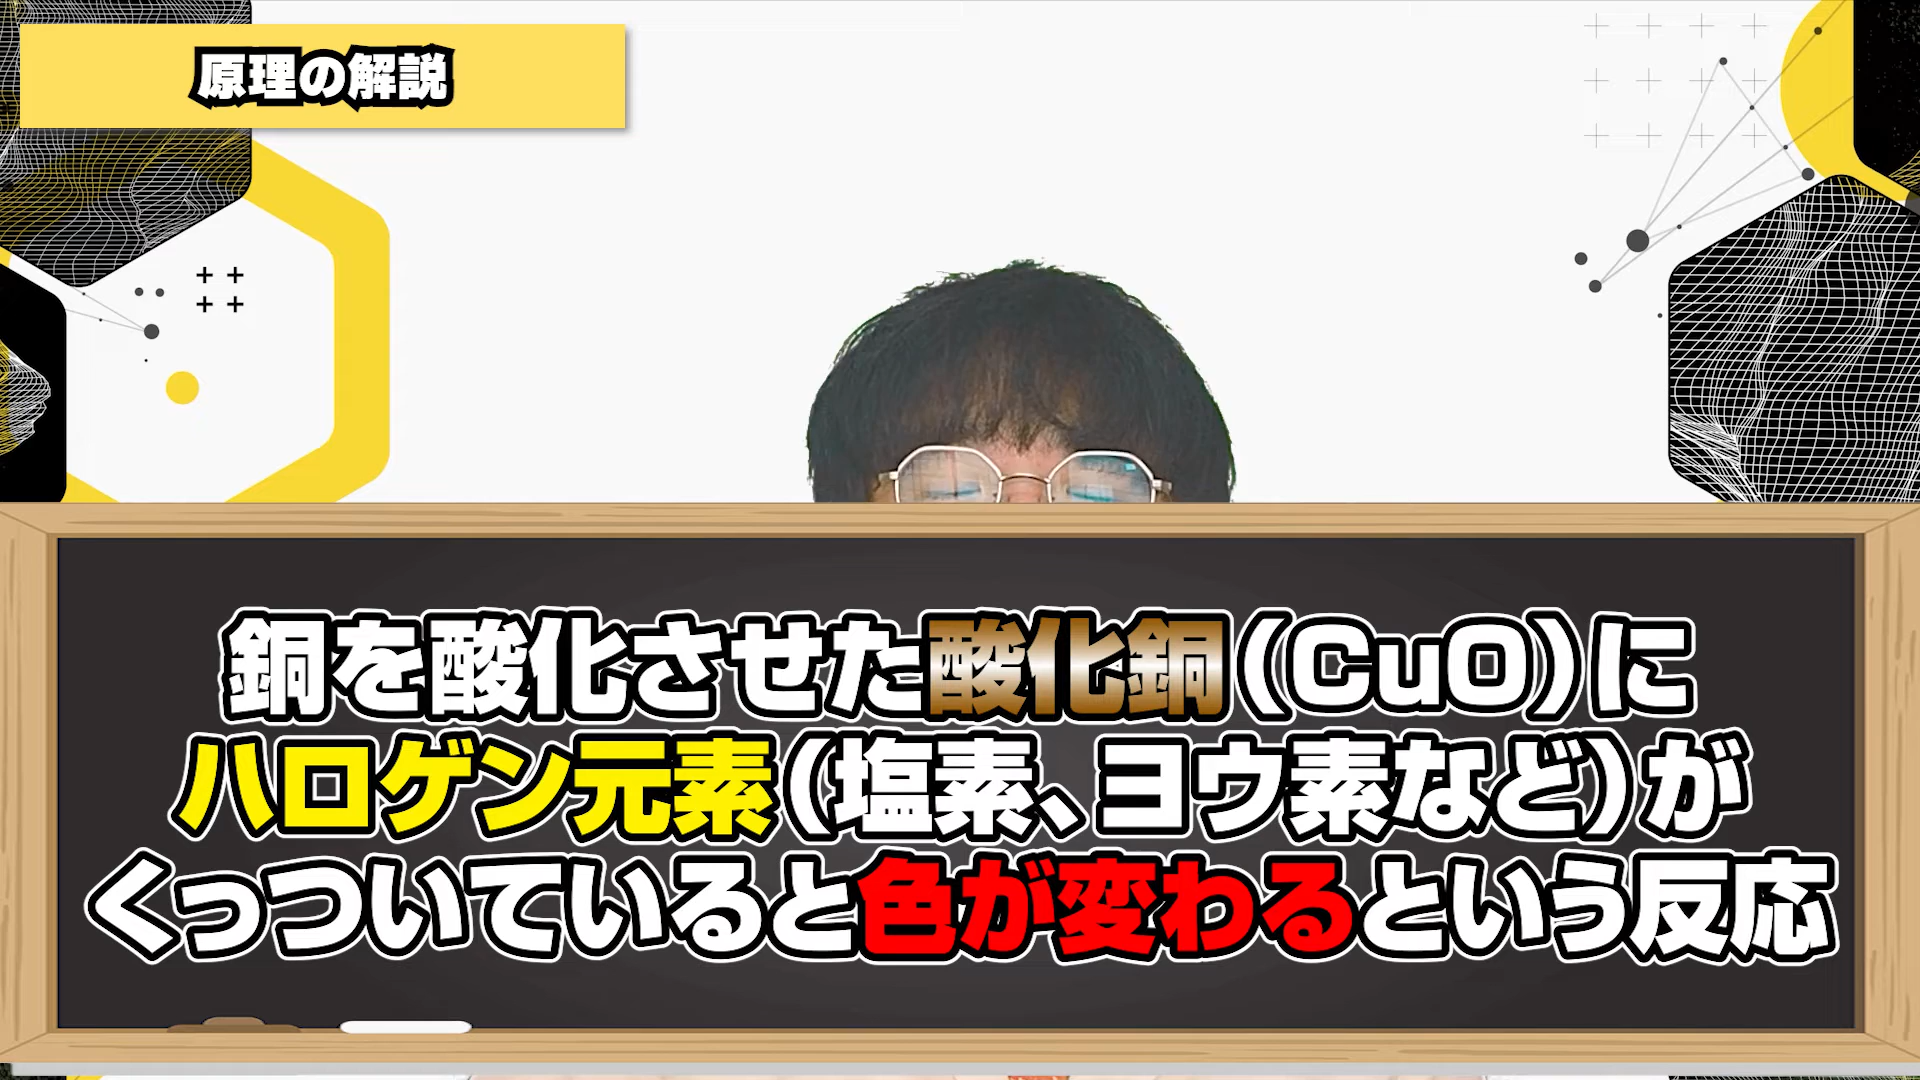 原理の解説
銅を酸化させた酸化銅(CuO)に
ハロゲン元素(塩素、ヨウ素など)が
くっついていると色が変わるという反応